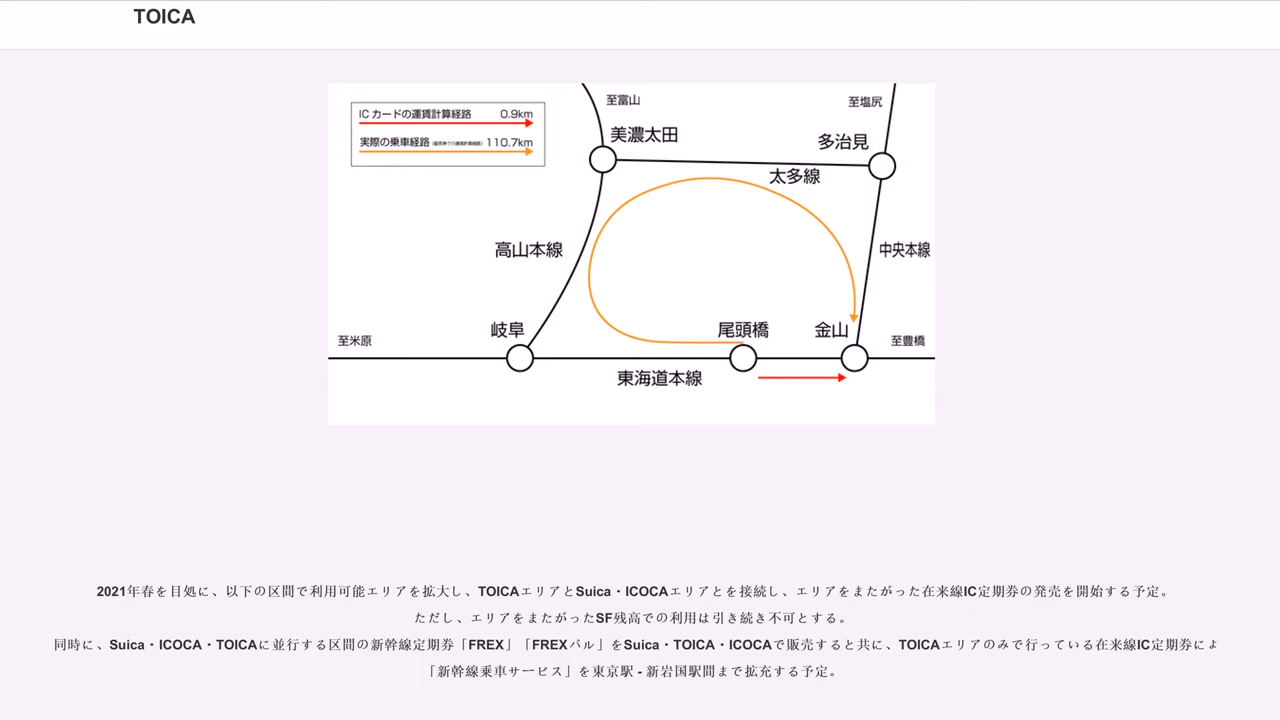 TOICA
ICカードの運賃計算経路 0.9km
実際の乗車経路 110.7km
至富山
至塩尻
美濃太田
多治見
太多線
高山本線
中央本線
岐阜
尾頭橋
金山
至米原
至豊橋
東海道本線
2021年春を目処に、以下の区間で利用可能エリアを拡大し、TOICAエリアとSuica・ICOCAエリアとを接続し、エリアをまたがった在来線IC定期券の発売を開始する予定。
ただし、エリアをまたがったSF残高での利用は引き続き不可とする。
同時に、Suica・ICOCA・TOICAに並行する区間の新幹線定期券「FREX」「FREXパル」をSuica・TOICA・ICOCAで販売すると共に、TOICAエリアのみで行っている在来線IC定期券によ
「新幹線乗車サービス」を東京駅 - 新岩国駅間まで拡充する予定。